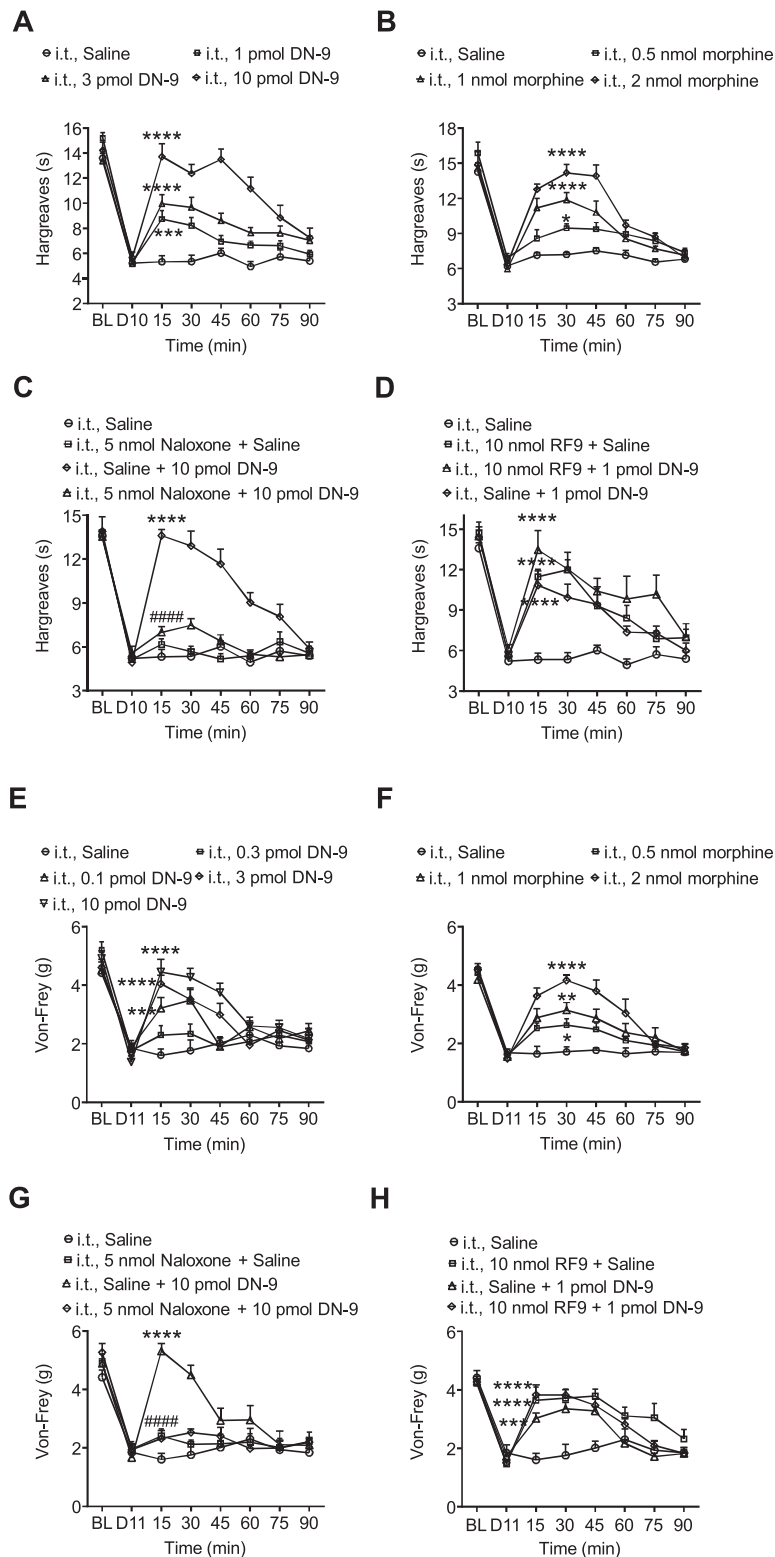 A
i.t., Saline i.t., 1 pmol DN-9
i.t., 3 pmol DN-9 i.t., 10 pmol DN-9
16
14
12
10
8
6
4
2
Hargreaves (s)
****
****
***
BL D10 15 30 45 60 75 90
Time (min)
B
i.t., Saline i.t., 0.5 nmol morphine
i.t., 1 nmol morphine i.t., 2 nmol morphine
18
15
12
9
6
3
Hargreaves (s)
****
****
*
BL D10 15 30 45 60 75 90
Time (min)
C
i.t., Saline
i.t., 5 nmol Naloxone + Saline
i.t., Saline + 10 pmol DN-9
i.t., 5 nmol Naloxone + 10 pmol DN-9
15
12
9
6
3
Hargreaves (s)
****
####
BL D10 15 30 45 60 75 90
Time (min)
D
i.t., Saline
i.t., 10 nmol RF9 + Saline
i.t., 10 nmol RF9 + 1 pmol DN-9
i.t., Saline + 1 pmol DN-9
15
12
9
6
3
Hargreaves (s)
****
****
****
BL D10 15 30 45 60 75 90
Time (min)
E
i.t., Saline i.t., 0.3 pmol DN-9
i.t., 0.1 pmol DN-9 i.t., 3 pmol DN-9
i.t., 10 pmol DN-9
6
4
2
0
Von-Frey (g)
****
****
***
BL D11 15 30 45 60 75 90
Time (min)
F
i.t., Saline i.t., 0.5 nmol morphine
i.t., 1 nmol morphine i.t., 2 nmol morphine
6
4
2
0
Von-Frey (g)
****
**
*
BL D11 15 30 45 60 75 90
Time (min)
G
i.t., Saline
i.t., 5 nmol Naloxone + Saline
i.t., Saline + 10 pmol DN-9
i.t., 5 nmol Naloxone + 10 pmol DN-9
6
4
2
0
Von-Frey (g)
****
####
BL D11 15 30 45 60 75 90
Time (min)
H
i.t., Saline
i.t., 10 nmol RF9 + Saline
i.t., Saline + 1 pmol DN-9
i.t., 10 nmol RF9 + 1 pmol DN-9
6
4
2
0
Von-Frey (g)
****
****
***
BL D11 15 30 45 60 75 90
Time (min)